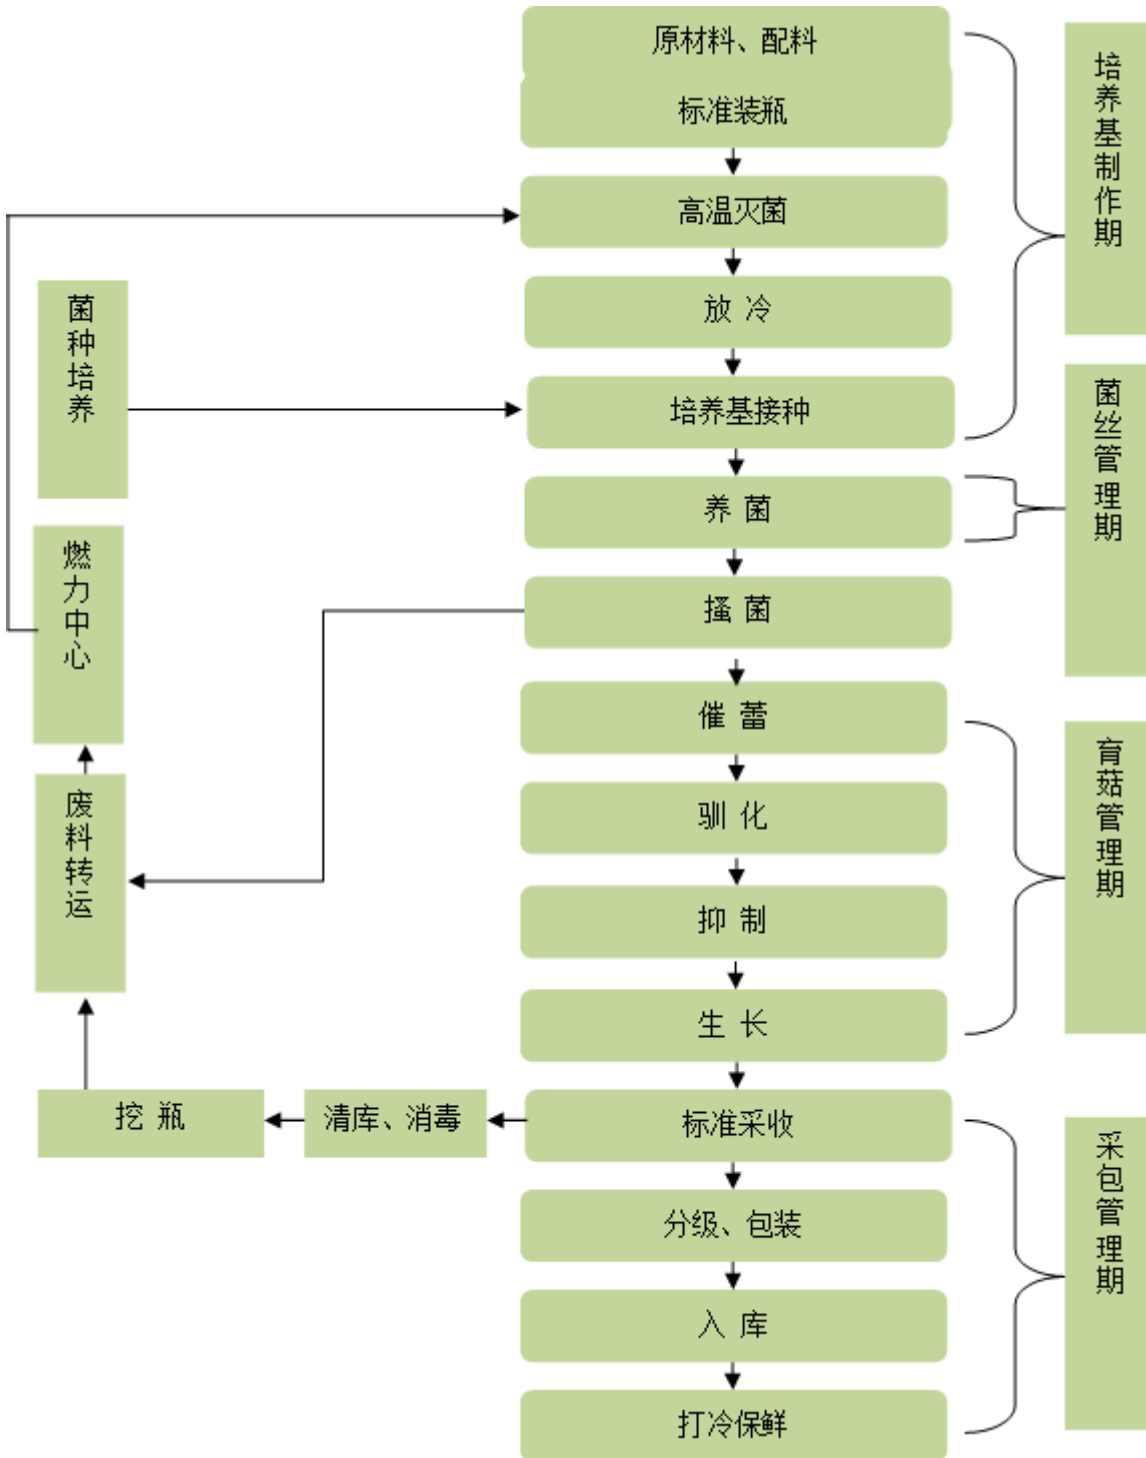 原材料、配料
标准装瓶
高温灭菌
放 冷
培养基接种
养 菌
搔 菌
催 蕾
驯 化
抑 制
生 长
标准采收
分级、包装
入 库
打冷保鲜
菌种培养
燃力中心
废料转运
挖 瓶
清库、消毒
培养基制作期
菌丝管理期
育菇管理期
采包管理期